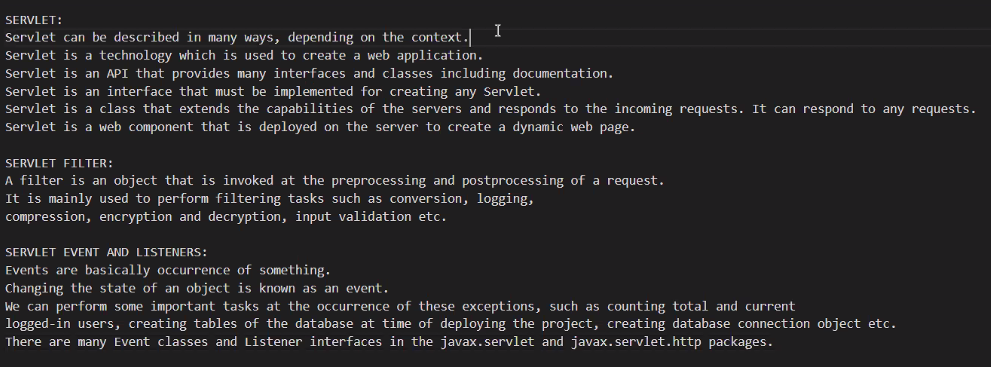 SERVLET:
Servlet can be described in many ways, depending on the context.
Servlet is a technology which is used to create a web application.
Servlet is an API that provides many interfaces and classes including documentation.
Servlet is an interface that must be implemented for creating any Servlet.
Servlet is a class that extends the capabilities of the servers and responds to the incoming requests. It can respond to any requests.
Servlet is a web component that is deployed on the server to create a dynamic web page.
SERVLET FILTER:
A filter is an object that is invoked at the preprocessing and postprocessing of a request.
It is mainly used to perform filtering tasks such as conversion, logging,
compression, encryption and decryption, input validation etc.
SERVLET EVENT AND LISTENERS:
Events are basically occurrence of something.
Changing the state of an object is known as an event.
We can perform some important tasks at the occurrence of these exceptions, such as counting total and current
logged-in users, creating tables of the database at time of deploying the project, creating database connection object etc.
There are many Event classes and Listener interfaces in the javax.servlet and javax.servlet.http packages.